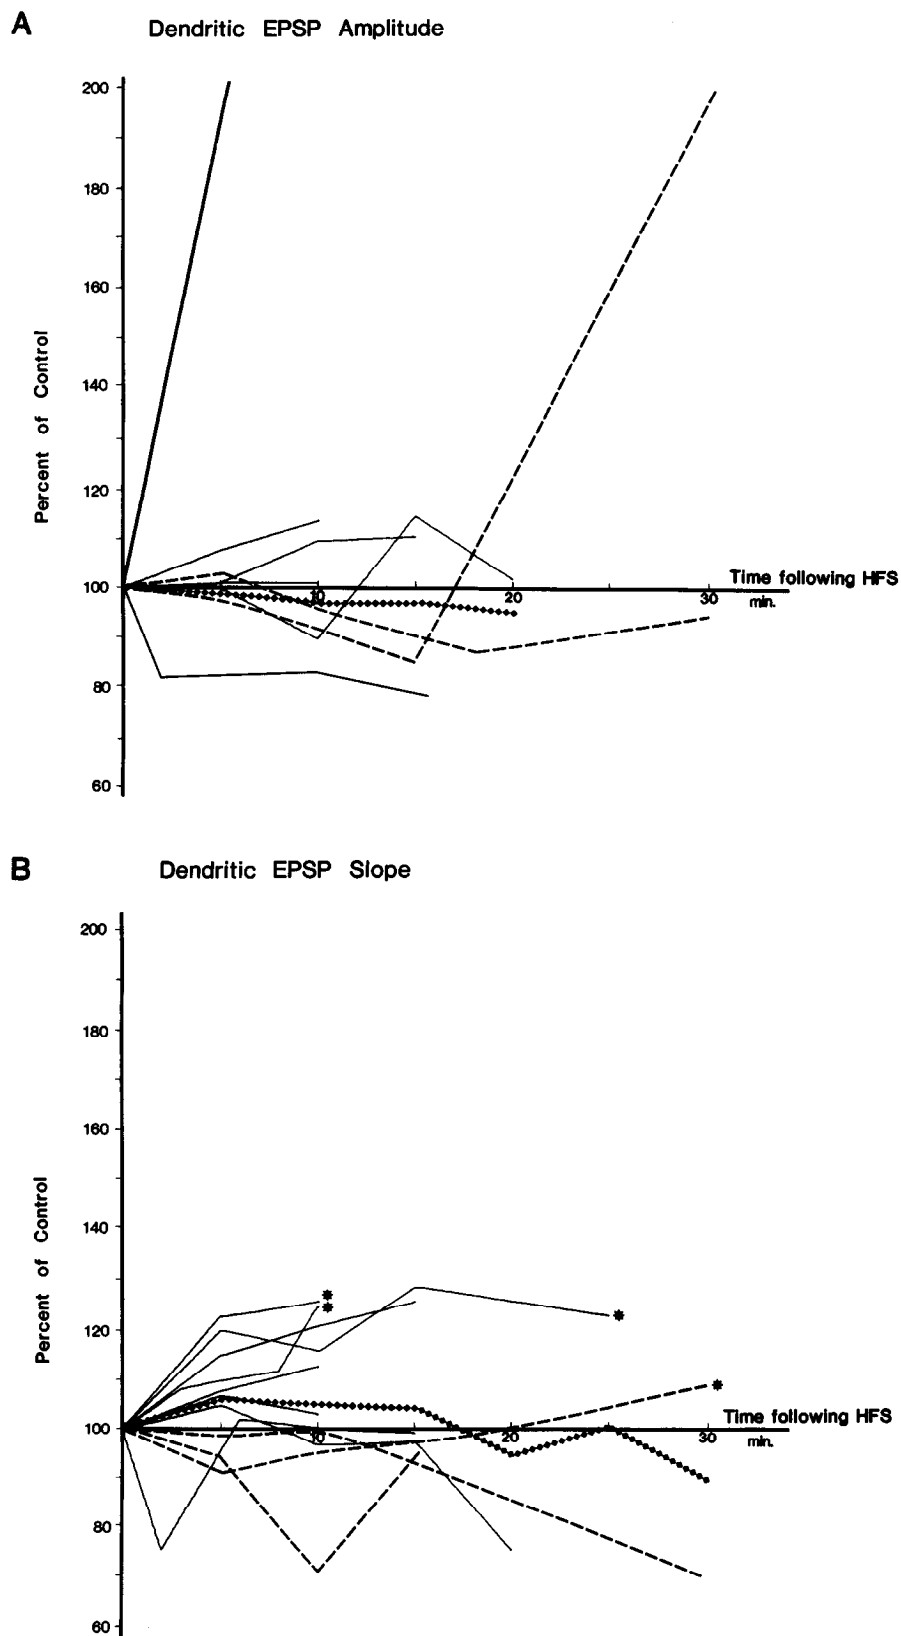 A
Dendritic EPSP Amplitude
200
180
160
140
120
100
80
60
Percent of Control
10
20
30
Time following HFS
min.
B
Dendritic EPSP Slope
200
180
160
140
120
100
80
60
Percent of Control
*
*
*
*
10
20
30
Time following HFS
min.